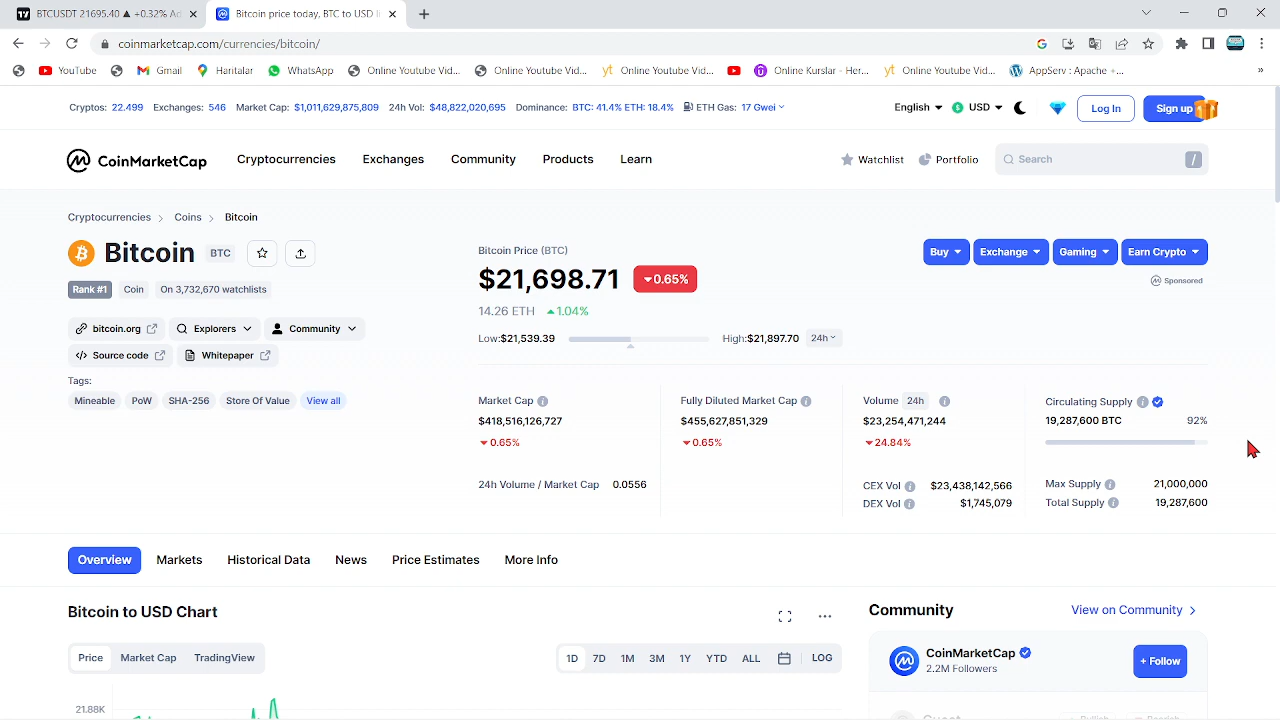 BTCUSDT 21695.40 ▲ +0.32% Ad
Bitcoin price today, BTC to USD li
coinmarketcap.com/currencies/bitcoin/
YouTube
Gmail
Haritalar
WhatsApp
Online Youtube Vid...
Online Youtube Vid...
Online Youtube Vid...
Online Kurslar - Her...
Online Youtube Vid...
AppServ : Apache +...
Cryptos: 22.499 Exchanges: 546 Market Cap: $1,011,629,875,809 24h Vol: $48,822,020,695 Dominance: BTC: 41.4% ETH: 18.4% ETH Gas: 17 Gwei
English USD Log In Sign up
CoinMarketCap Cryptocurrencies Exchanges Community Products Learn
Watchlist Portfolio Search /
Cryptocurrencies > Coins > Bitcoin
Bitcoin BTC
Rank #1 Coin On 3,732,670 watchlists
bitcoin.org Explorers Community
</> Source code Whitepaper
Tags:
Mineable PoW SHA-256 Store Of Value View all
Bitcoin Price (BTC)
$21,698.71 0.65%
14.26 ETH 1.04%
Low:$21,539.39 High:$21,897.70 24h
Buy Exchange Gaming Earn Crypto
Sponsored
Market Cap
$418,516,126,727
0.65%
24h Volume / Market Cap 0.0556
Fully Diluted Market Cap
$455,627,851,329
0.65%
Volume 24h
$23,254,471,244
24.84%
CEX Vol $23,438,142,566
DEX Vol $1,745,079
Circulating Supply
19,287,600 BTC 92%
Max Supply 21,000,000
Total Supply 19,287,600
Overview Markets Historical Data News Price Estimates More Info
Bitcoin to USD Chart
Price Market Cap TradingView
1D 7D 1M 3M 1Y YTD ALL LOG
21.88K
Community View on Community >
CoinMarketCap
2.2M Followers
+ Follow